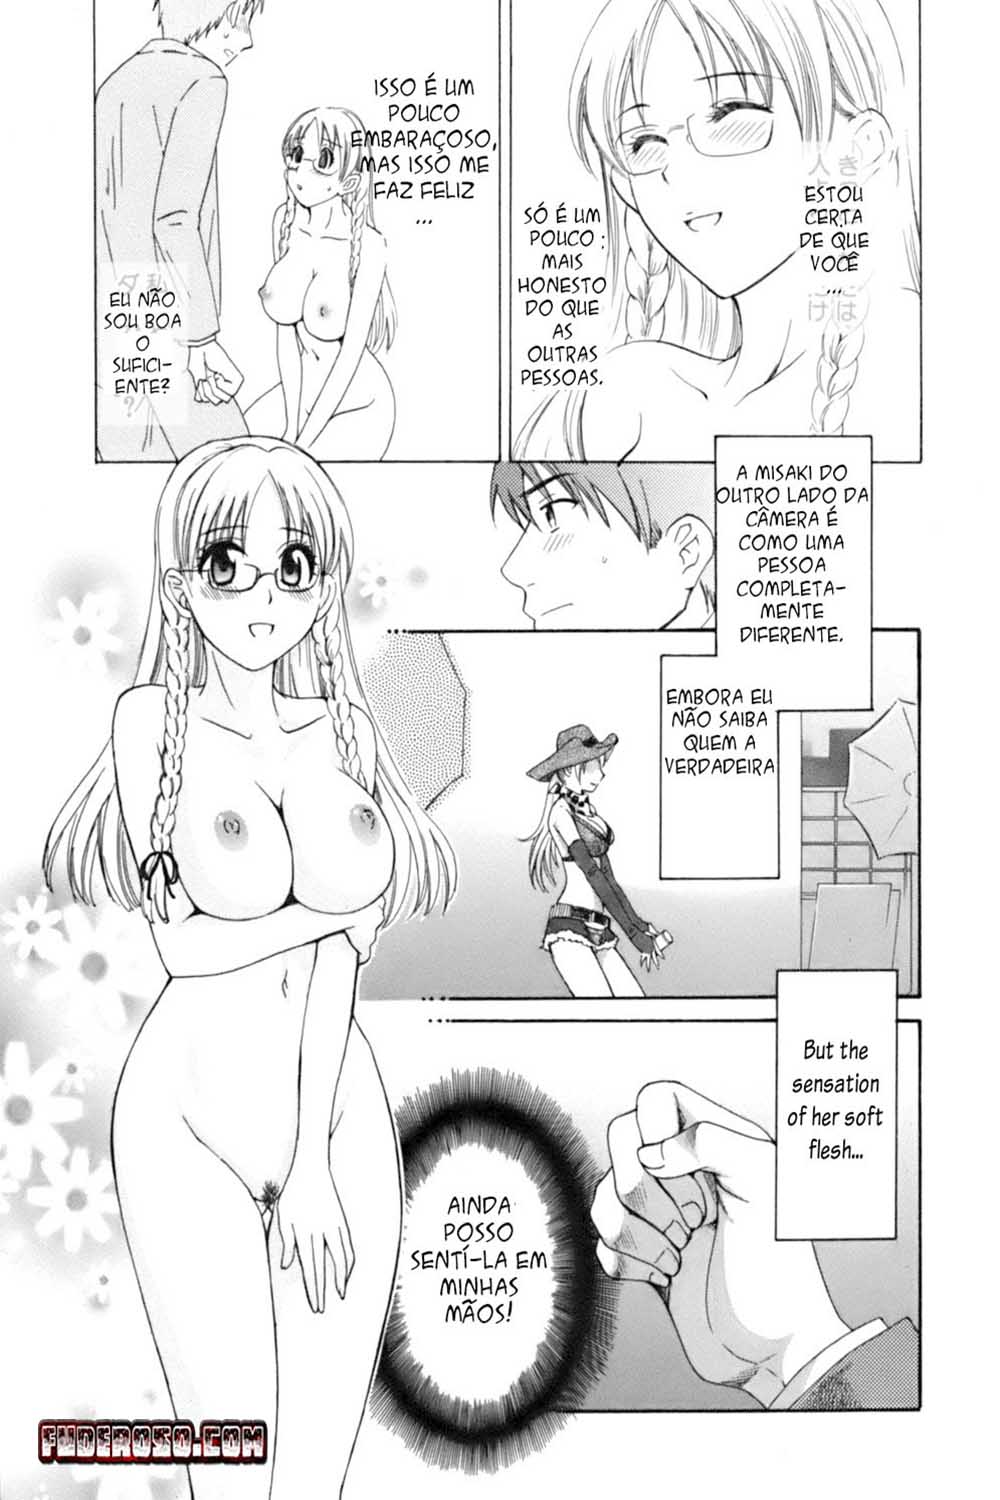 ESTOU
CERTA
DE QUE
VOCÊ
...
SÓ É UM
POUCO
MAIS
HONESTO
DO QUE
AS
OUTRAS
PESSOAS.
ISSO É UM
POUCO
EMBARAÇOSO,
MAS ISSO ME
FAZ FELIZ
...
EU NÃO
SOU BOA
O
SUFICI-
ENTE?
A MISAKI DO
OUTRO LADO DA
CÂMERA É
COMO UMA
PESSOA
COMPLETA-
MENTE
DIFERENTE.
EMBORA EU
NÃO SAIBA
QUEM A
VERDADEIRA
But the
sensation
of her soft
flesh...
AINDA
POSSO
SENTÍ-LA EM
MINHAS
MÃOS!
FUDEROSO.COM